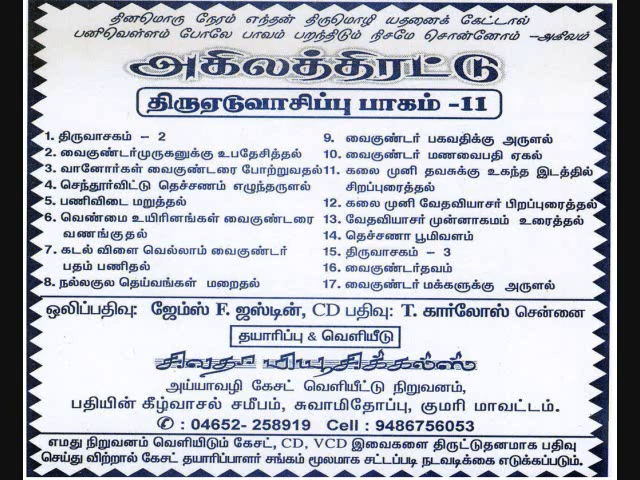 தினமொரு நேரம் எந்தன் திருமொழி யதனைக் கேட்டால்
பனிவெள்ளம் போலே பாவம் பறந்திடும் நிசமே சொன்னோம் -அகிலம்
அகிலத்திரட்டு
திருஏடுவாசிப்பு பாகம் -11
1. திருவாசகம் - 2
2. வைகுண்டர்முருகனுக்கு உபதேசித்தல்
3. வானோர்கள் வைகுண்டரை போற்றுவதல்
4. செந்தூர்விட்டு தெச்சணம் எழுந்தருளல்
5. பணிவிடை மறுத்தல்
6. வெண்மை உயிரினங்கள் வைகுண்டரை
வணங்குதல்
7. கடல் விளை வெல்லாம் வைகுண்டர்
பதம் பணிதல்
8. நல்லகுல தெய்வங்கள் மறைதல்
9. வைகுண்டர் பகவதிக்கு அருளல்
10. வைகுண்டர் மணவைபதி ஏகல்
11. கலை முனி தவசுக்கு உகந்த இடத்தில்
சிறப்புரைத்தல்
12. கலை முனி வேதவியாசர் பிறப்புரைத்தல்
13. வேதவியாசர் முன்னாகமம் உரைத்தல்
14. தெச்சணா பூமிவளம்
15. திருவாசகம் - 3
16. வைகுண்டர்தவம்
17. வைகுண்டர் மக்களுக்கு அருளல்
ஒலிப்பதிவு: ஜேம்ஸ் F. ஜஸ்டின், CD பதிவு: T. கார்லோஸ் சென்னை
தயாரிப்பு & வெளியீடு
சிவதா மியூசிக்கல்ஸ்
அய்யாவழி கேசட் வெளியீட்டு நிறுவனம்,
பதியின் கீழ்வாசல் சமீபம், சுவாமிதோப்பு, குமரி மாவட்டம்.
✆ : 04652- 258919 Cell : 9486756053
எமது நிறுவனம் வெளியிடும் கேசட், CD, VCD இவைகளை திருட்டுதனமாக பதிவு
செய்து விற்றால் கேசட் தயாரிப்பாளர் சங்கம் மூலமாக சட்டப்படி நடவடிக்கை எடுக்கப்படும்.